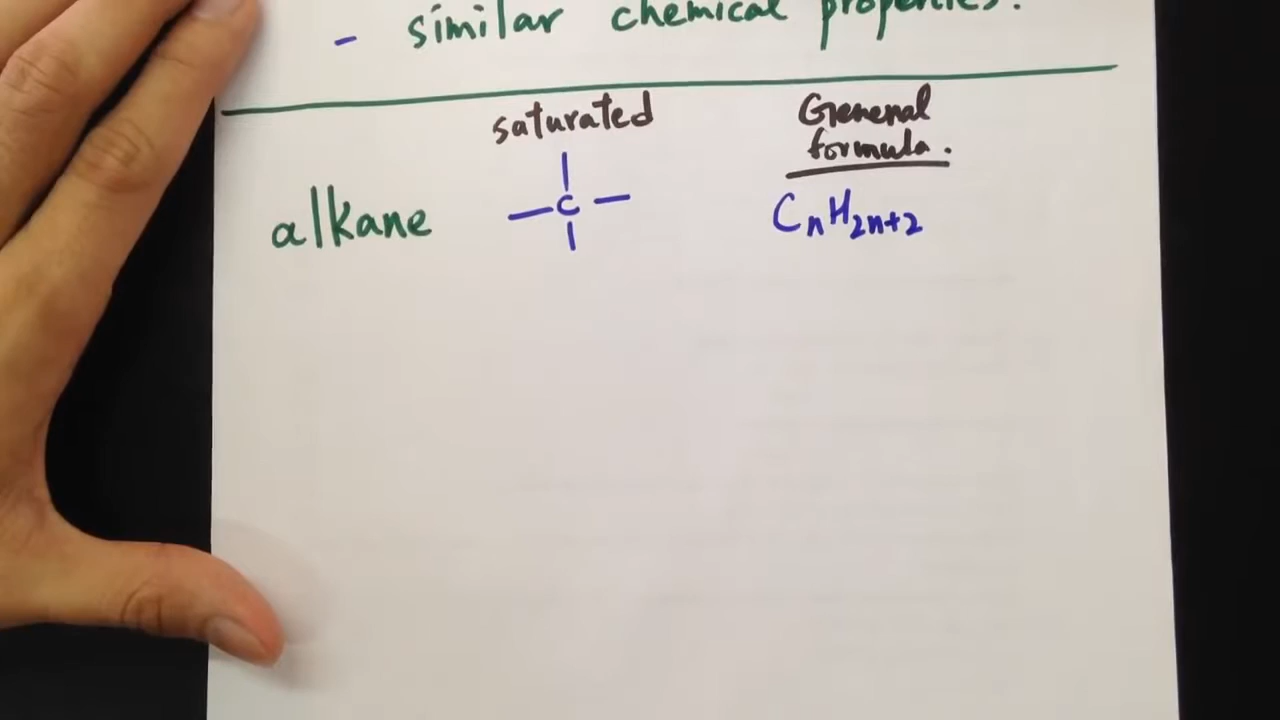 - similar chemical properties.
saturated
General
formula.
alkane
C
CnH2n+2